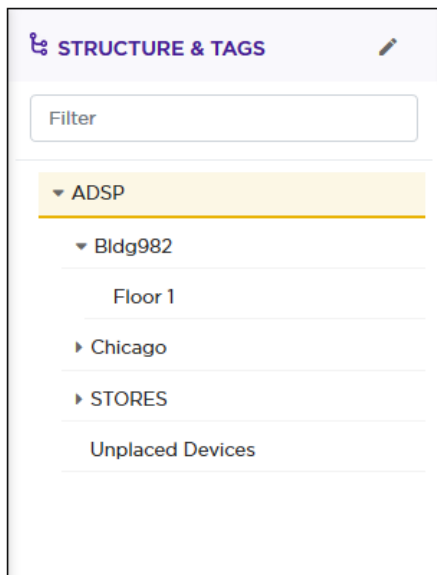 STRUCTURE & TAGS
Filter
ADSP
Bldg982
Floor 1
Chicago
STORES
Unplaced Devices